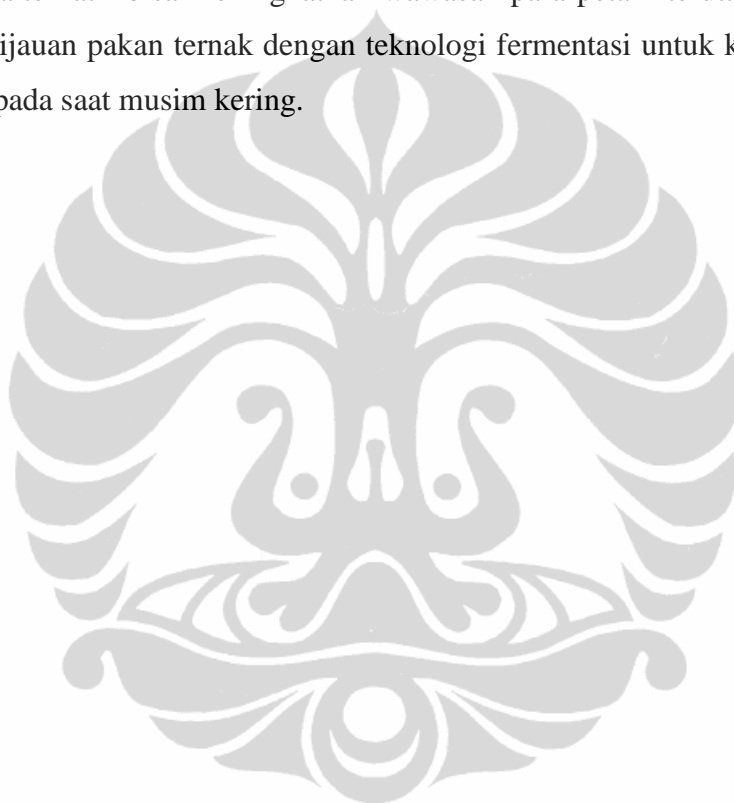 ijauan pakan ternak dengan teknologi fermentasi untuk k
pada saat musim kering.